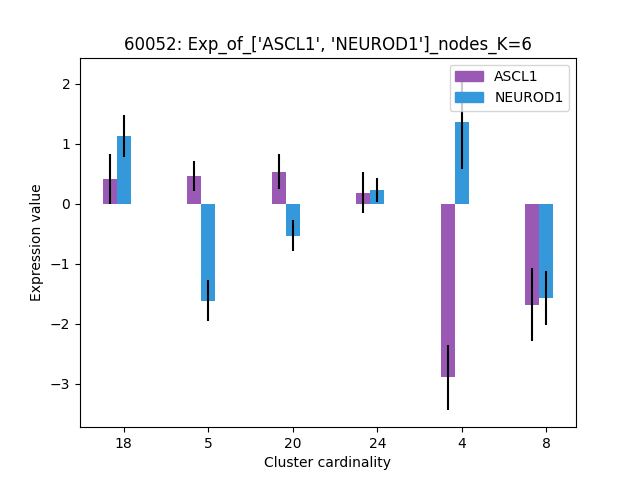 60052: Exp_of_['ASCL1', 'NEUROD1']_nodes_K=6
ASCL1
NEUROD1
2
1
0
−1
−2
−3
Expression value
18 5 20 24 4 8
Cluster cardinality